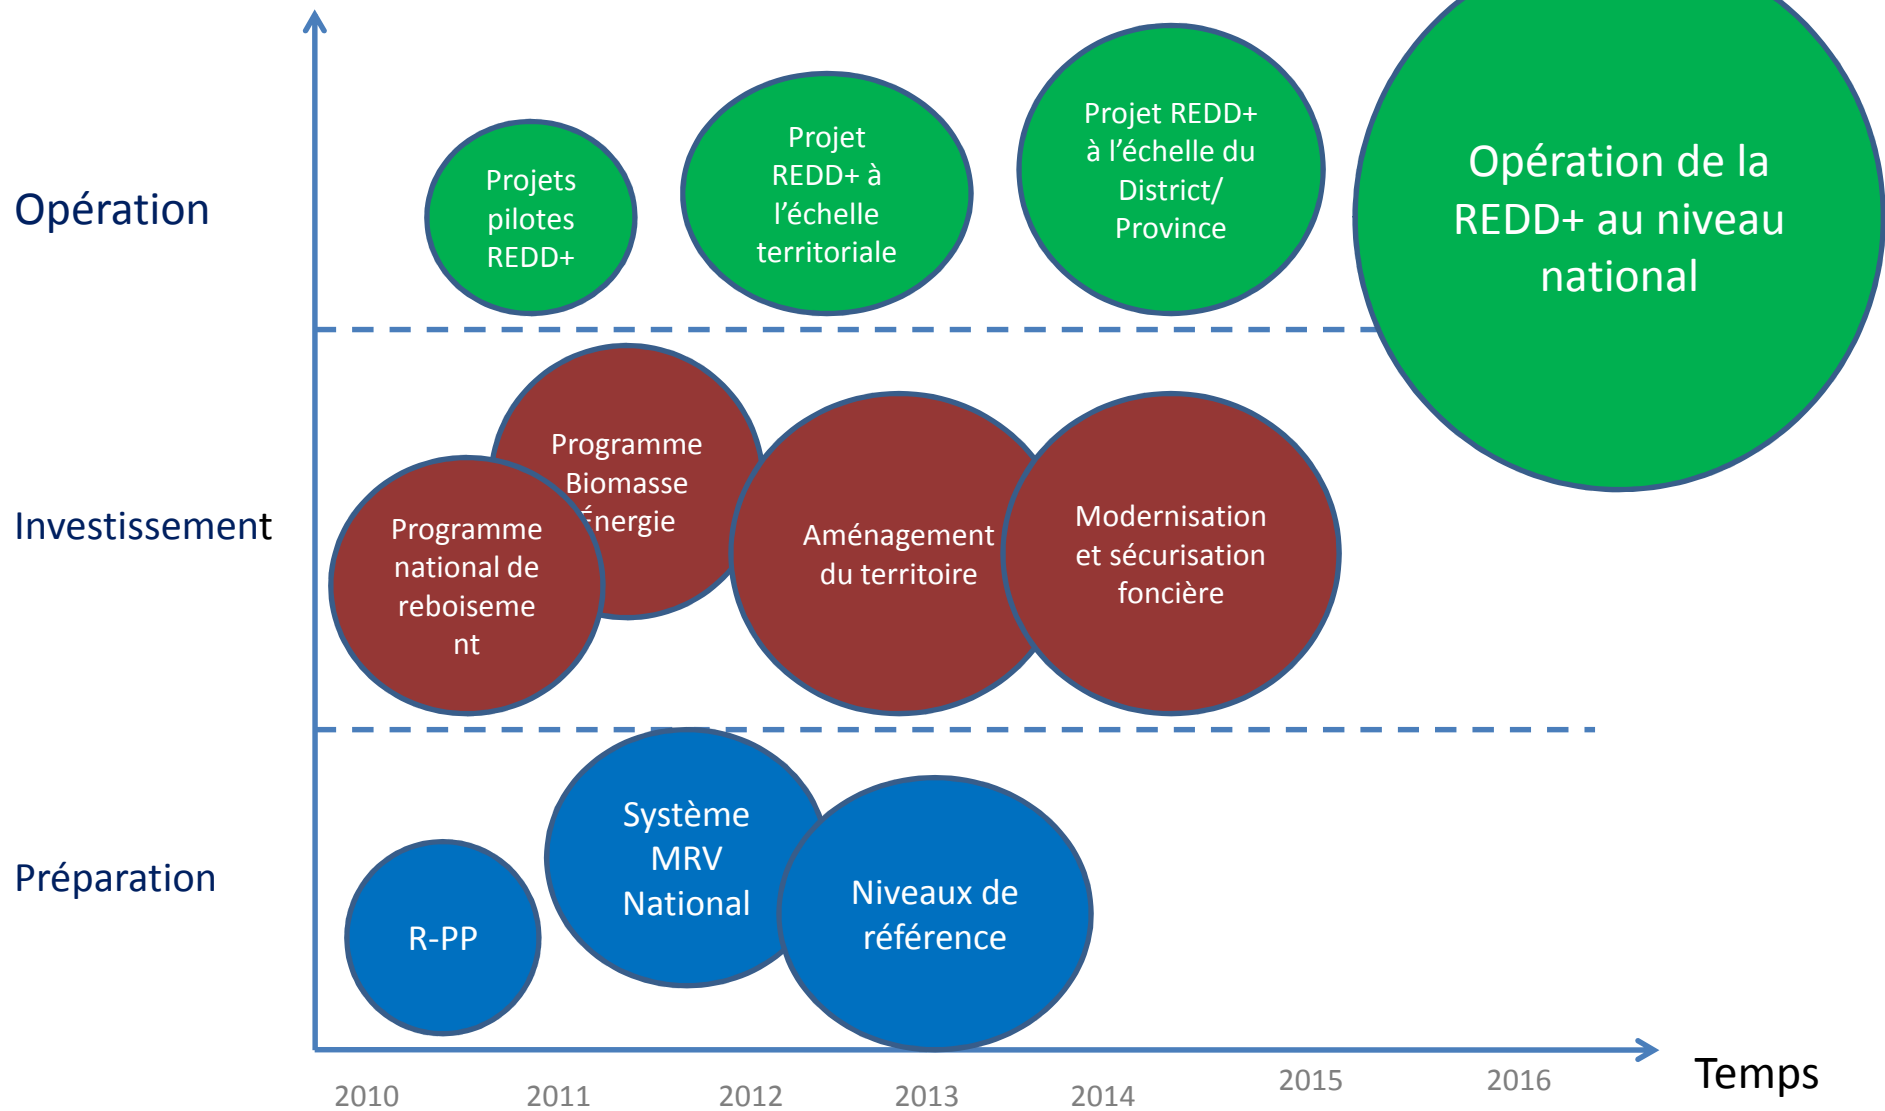 Opération
Projets
pilotes
REDD+
Projet
REDD+ à
l’échelle
territoriale
Projet REDD+
à l’échelle du
District/
Province
Opération de la
REDD+ au niveau
national
Investissement
Programme
national de
reboiseme
nt
Programme
Biomasse
Énergie
Aménagement
du territoire
Modernisation
et sécurisation
foncière
Préparation
R-PP
Système
MRV
National
Niveaux de
référence
2010
2011
2012
2013
2014
2015
2016
Temps